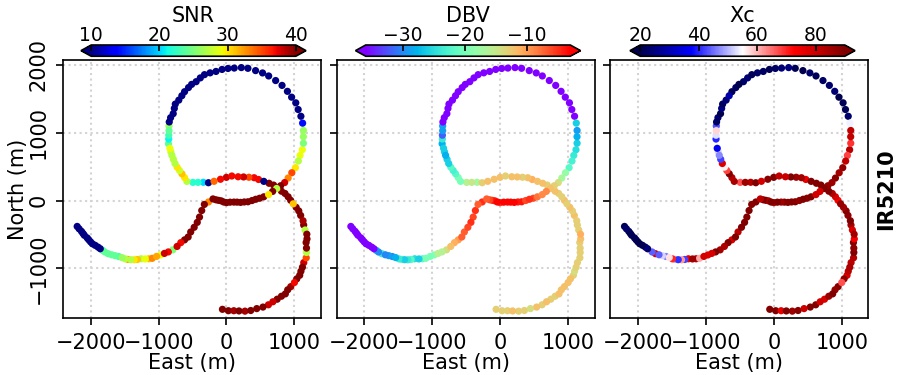 SNR DBV Xc
10 20 30 40 −30 −20 −10 20 40 60 80
North (m)
2000
1000
0
−1000
−2000 −1000 0 1000 −2000 −1000 0 1000 −2000 −1000 0 1000
East (m) East (m) East (m)
IR5210